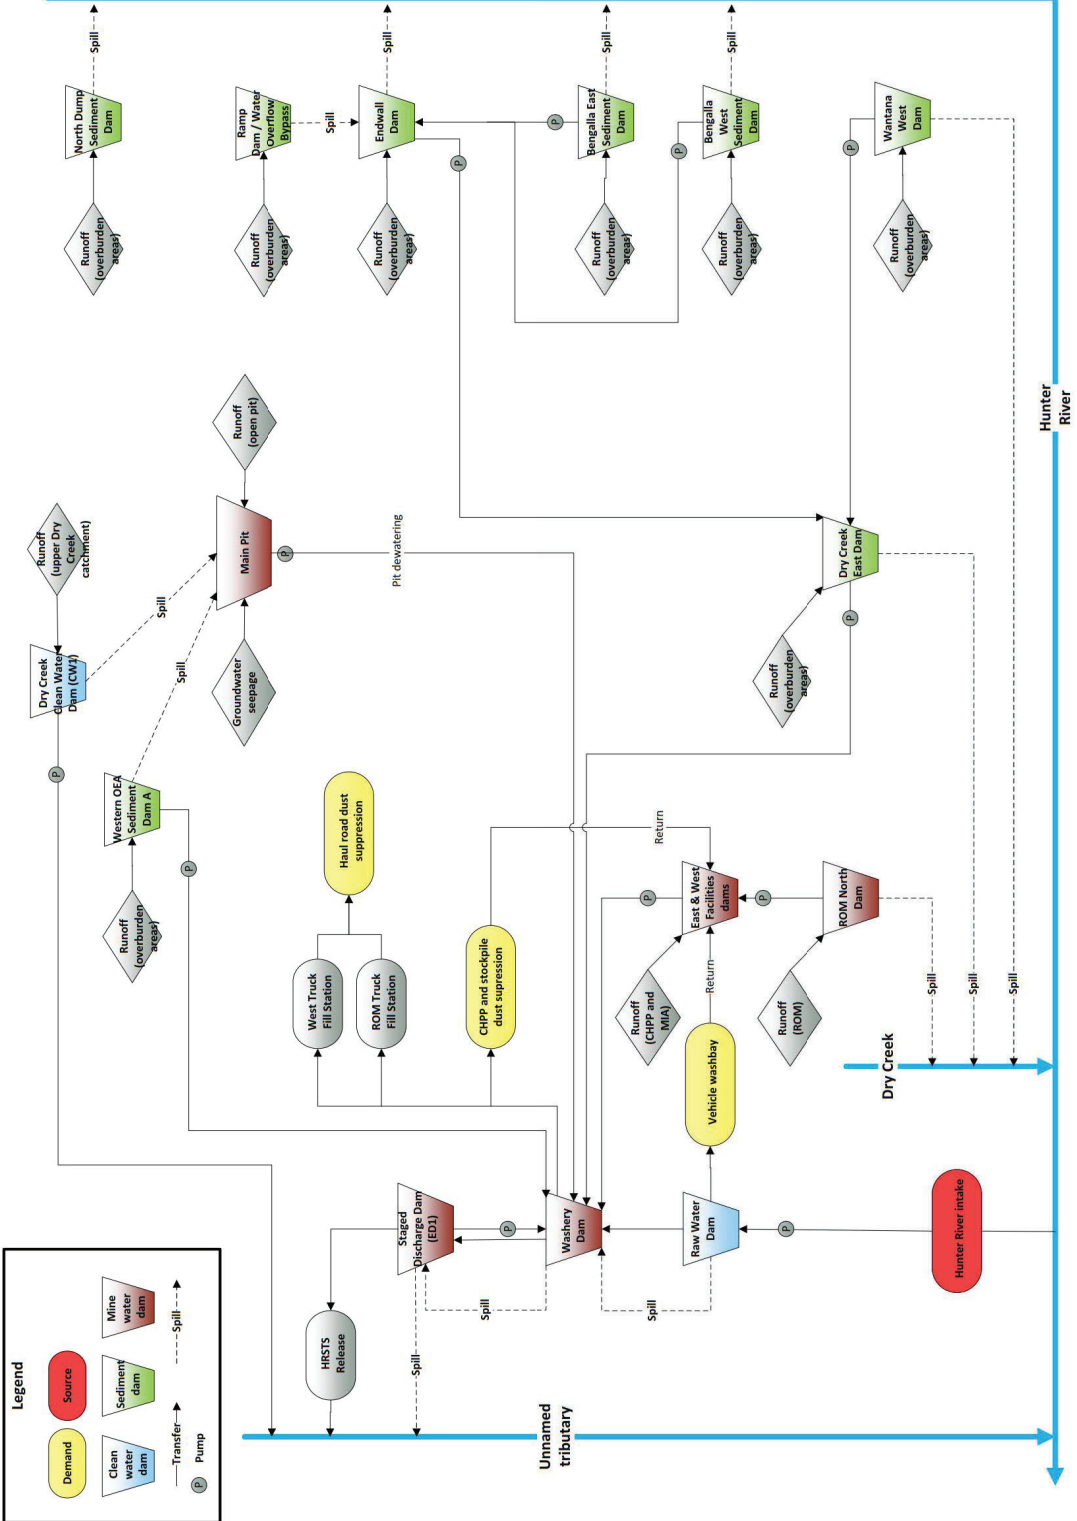 Legend
Demand
Source
Clean
water
dam
Sediment
dam
Mine
water
dam
Transfer
Spill
P
Pump
Unnamed
tributary
HRSTS
Release
Spill
Staged
Discharge Dam
(ED1)
P
Spill
Washery
Dam
Spill
Raw Water
Dam
P
Hunter River intake
Vehicle washbay
Return
Dry Creek
West Truck
Fill Station
ROM Truck
Fill Station
Haul road dust
suppression
CHPP and stockpile
dust supression
Return
Runoff
(CHPP and
MIA)
East & West
Facilities
dams
P
P
Runoff
(ROM)
ROM North
Dam
Spill
Spill
Spill
Runoff
(overburden
areas)
Western OEA
Sediment
Dam A
P
P
Dry Creek
Clean Water
Dam (CW1)
Runoff
(upper Dry
Creek
catchment)
Spill
Spill
Groundwater
seepage
Main Pit
P
Runoff
(open pit)
Pit dewatering
Runoff
(overburden
areas)
Dry Creek
East Dam
P
Hunter
River
Runoff
(overburden
areas)
North Dump
Sediment
Dam
Spill
Runoff
(overburden
areas)
Ramp
Dam / Water
Overflow
Bypass
Spill
Runoff
(overburden
areas)
Endwall
Dam
Spill
P
P
Runoff
(overburden
areas)
Bengalla East
Sediment
Dam
Spill
P
Runoff
(overburden
areas)
Bengalla
West
Sediment
Dam
Spill
P
Runoff
(overburden
areas)
Wantana
West
Dam